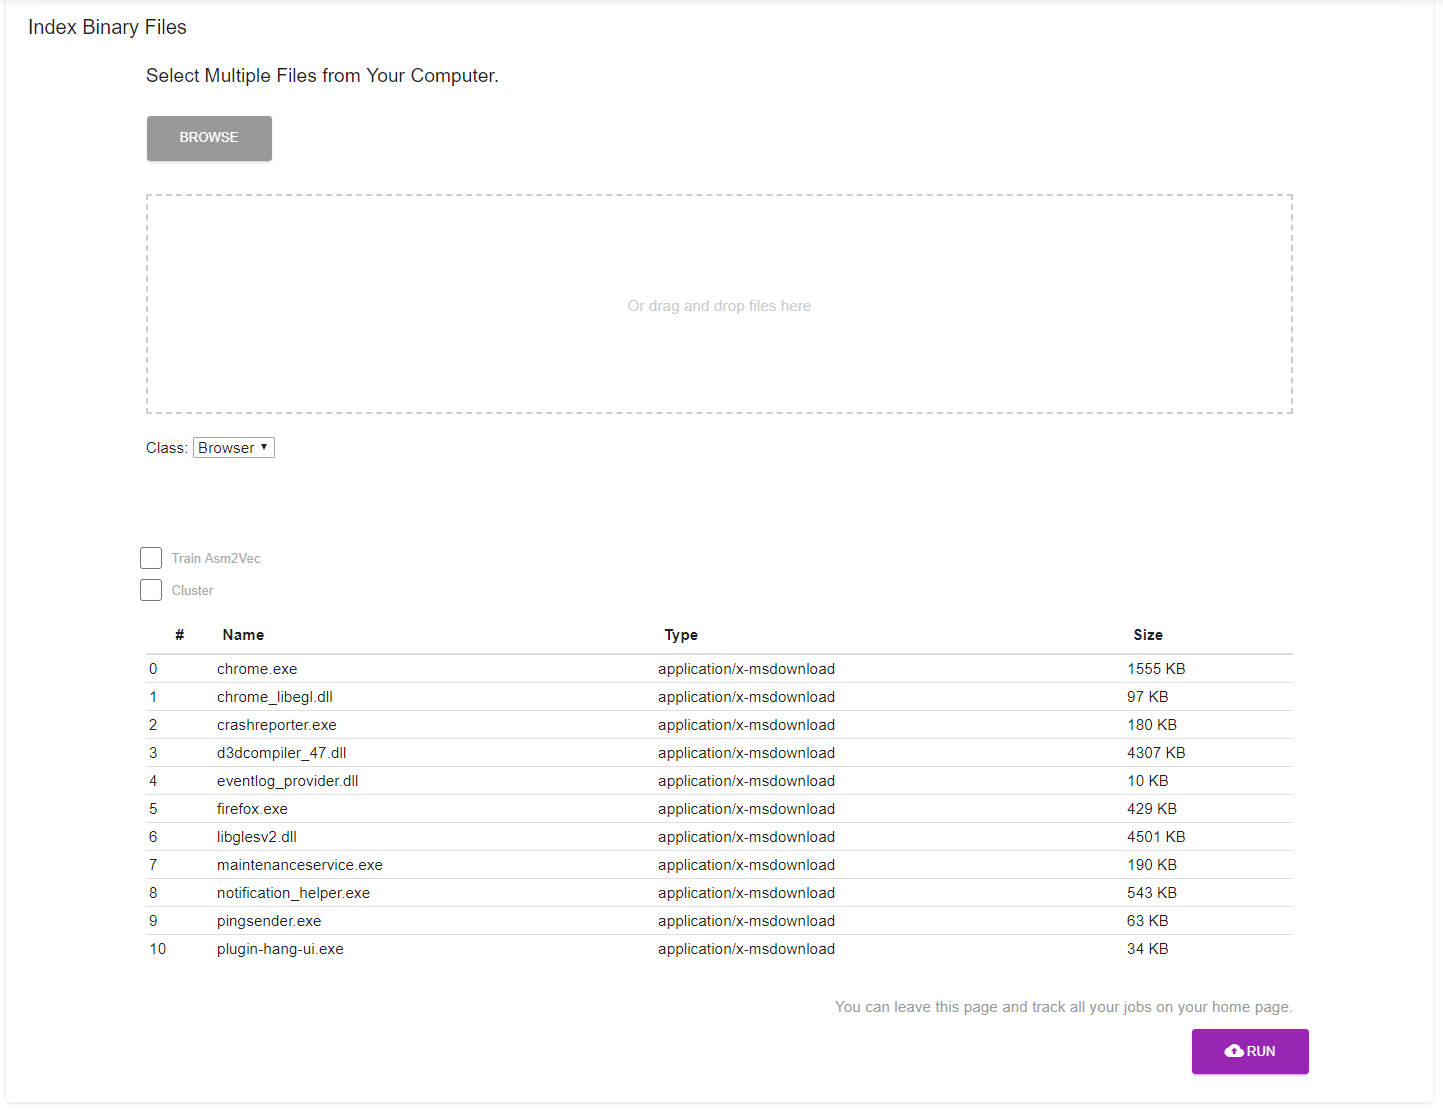 Index Binary Files
Select Multiple Files from Your Computer.
BROWSE
Or drag and drop files here
Class: Browser
Train Asm2Vec
Cluster
# Name Type Size
0 chrome.exe application/x-msdownload 1555 KB
1 chrome_libegl.dll application/x-msdownload 97 KB
2 crashreporter.exe application/x-msdownload 180 KB
3 d3dcompiler_47.dll application/x-msdownload 4307 KB
4 eventlog_provider.dll application/x-msdownload 10 KB
5 firefox.exe application/x-msdownload 429 KB
6 libglesv2.dll application/x-msdownload 4501 KB
7 maintenanceservice.exe application/x-msdownload 190 KB
8 notification_helper.exe application/x-msdownload 543 KB
9 pingsender.exe application/x-msdownload 63 KB
10 plugin-hang-ui.exe application/x-msdownload 34 KB
You can leave this page and track all your jobs on your home page.
RUN